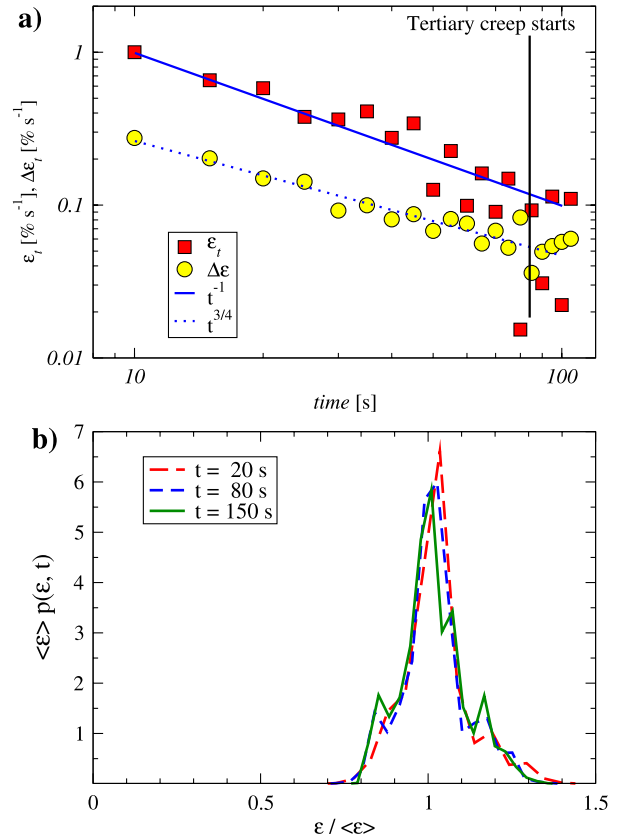 a)
Tertiary creep starts
1
0.1
0.01
ε_t [% s^-1], Δε_t [% s^-1]
ε_t
Δε
t^-1
t^3/4
10
100
time [s]
b)
7
6
5
4
3
2
1
<ε> p(ε, t)
t = 20 s
t = 80 s
t = 150 s
0
0.5
1
1.5
ε / <ε>